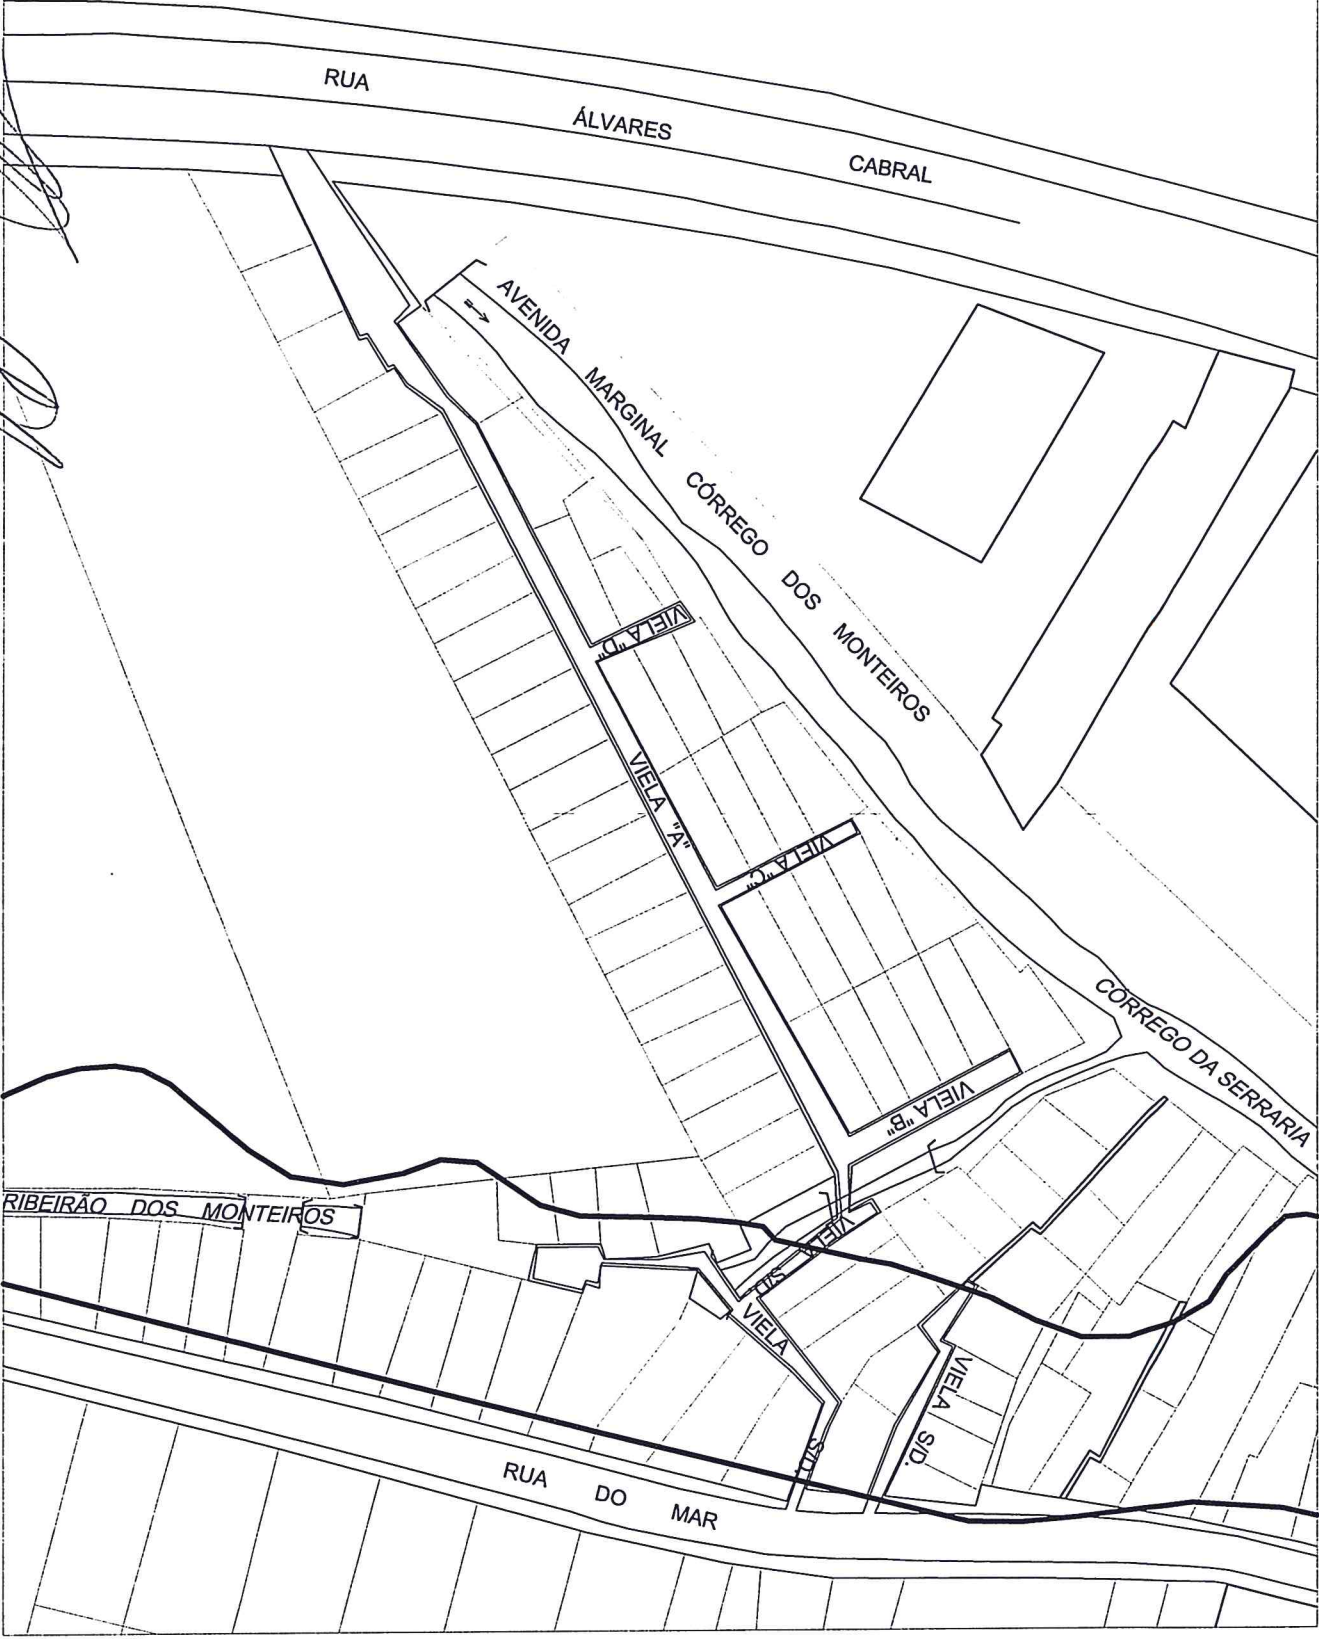 RUA ÁLVARES CABRAL
AVENIDA MARGINAL CÓRREGO DOS MONTEIROS
VIELA "D"
VIELA "A"
VIELA "C"
CÓRREGO DA SERRARIA
VIELA "B"
RIBEIRÃO DOS MONTEIROS
VIELA S/D.
VIELA S/D.
VIELA S/D.
RUA DO MAR